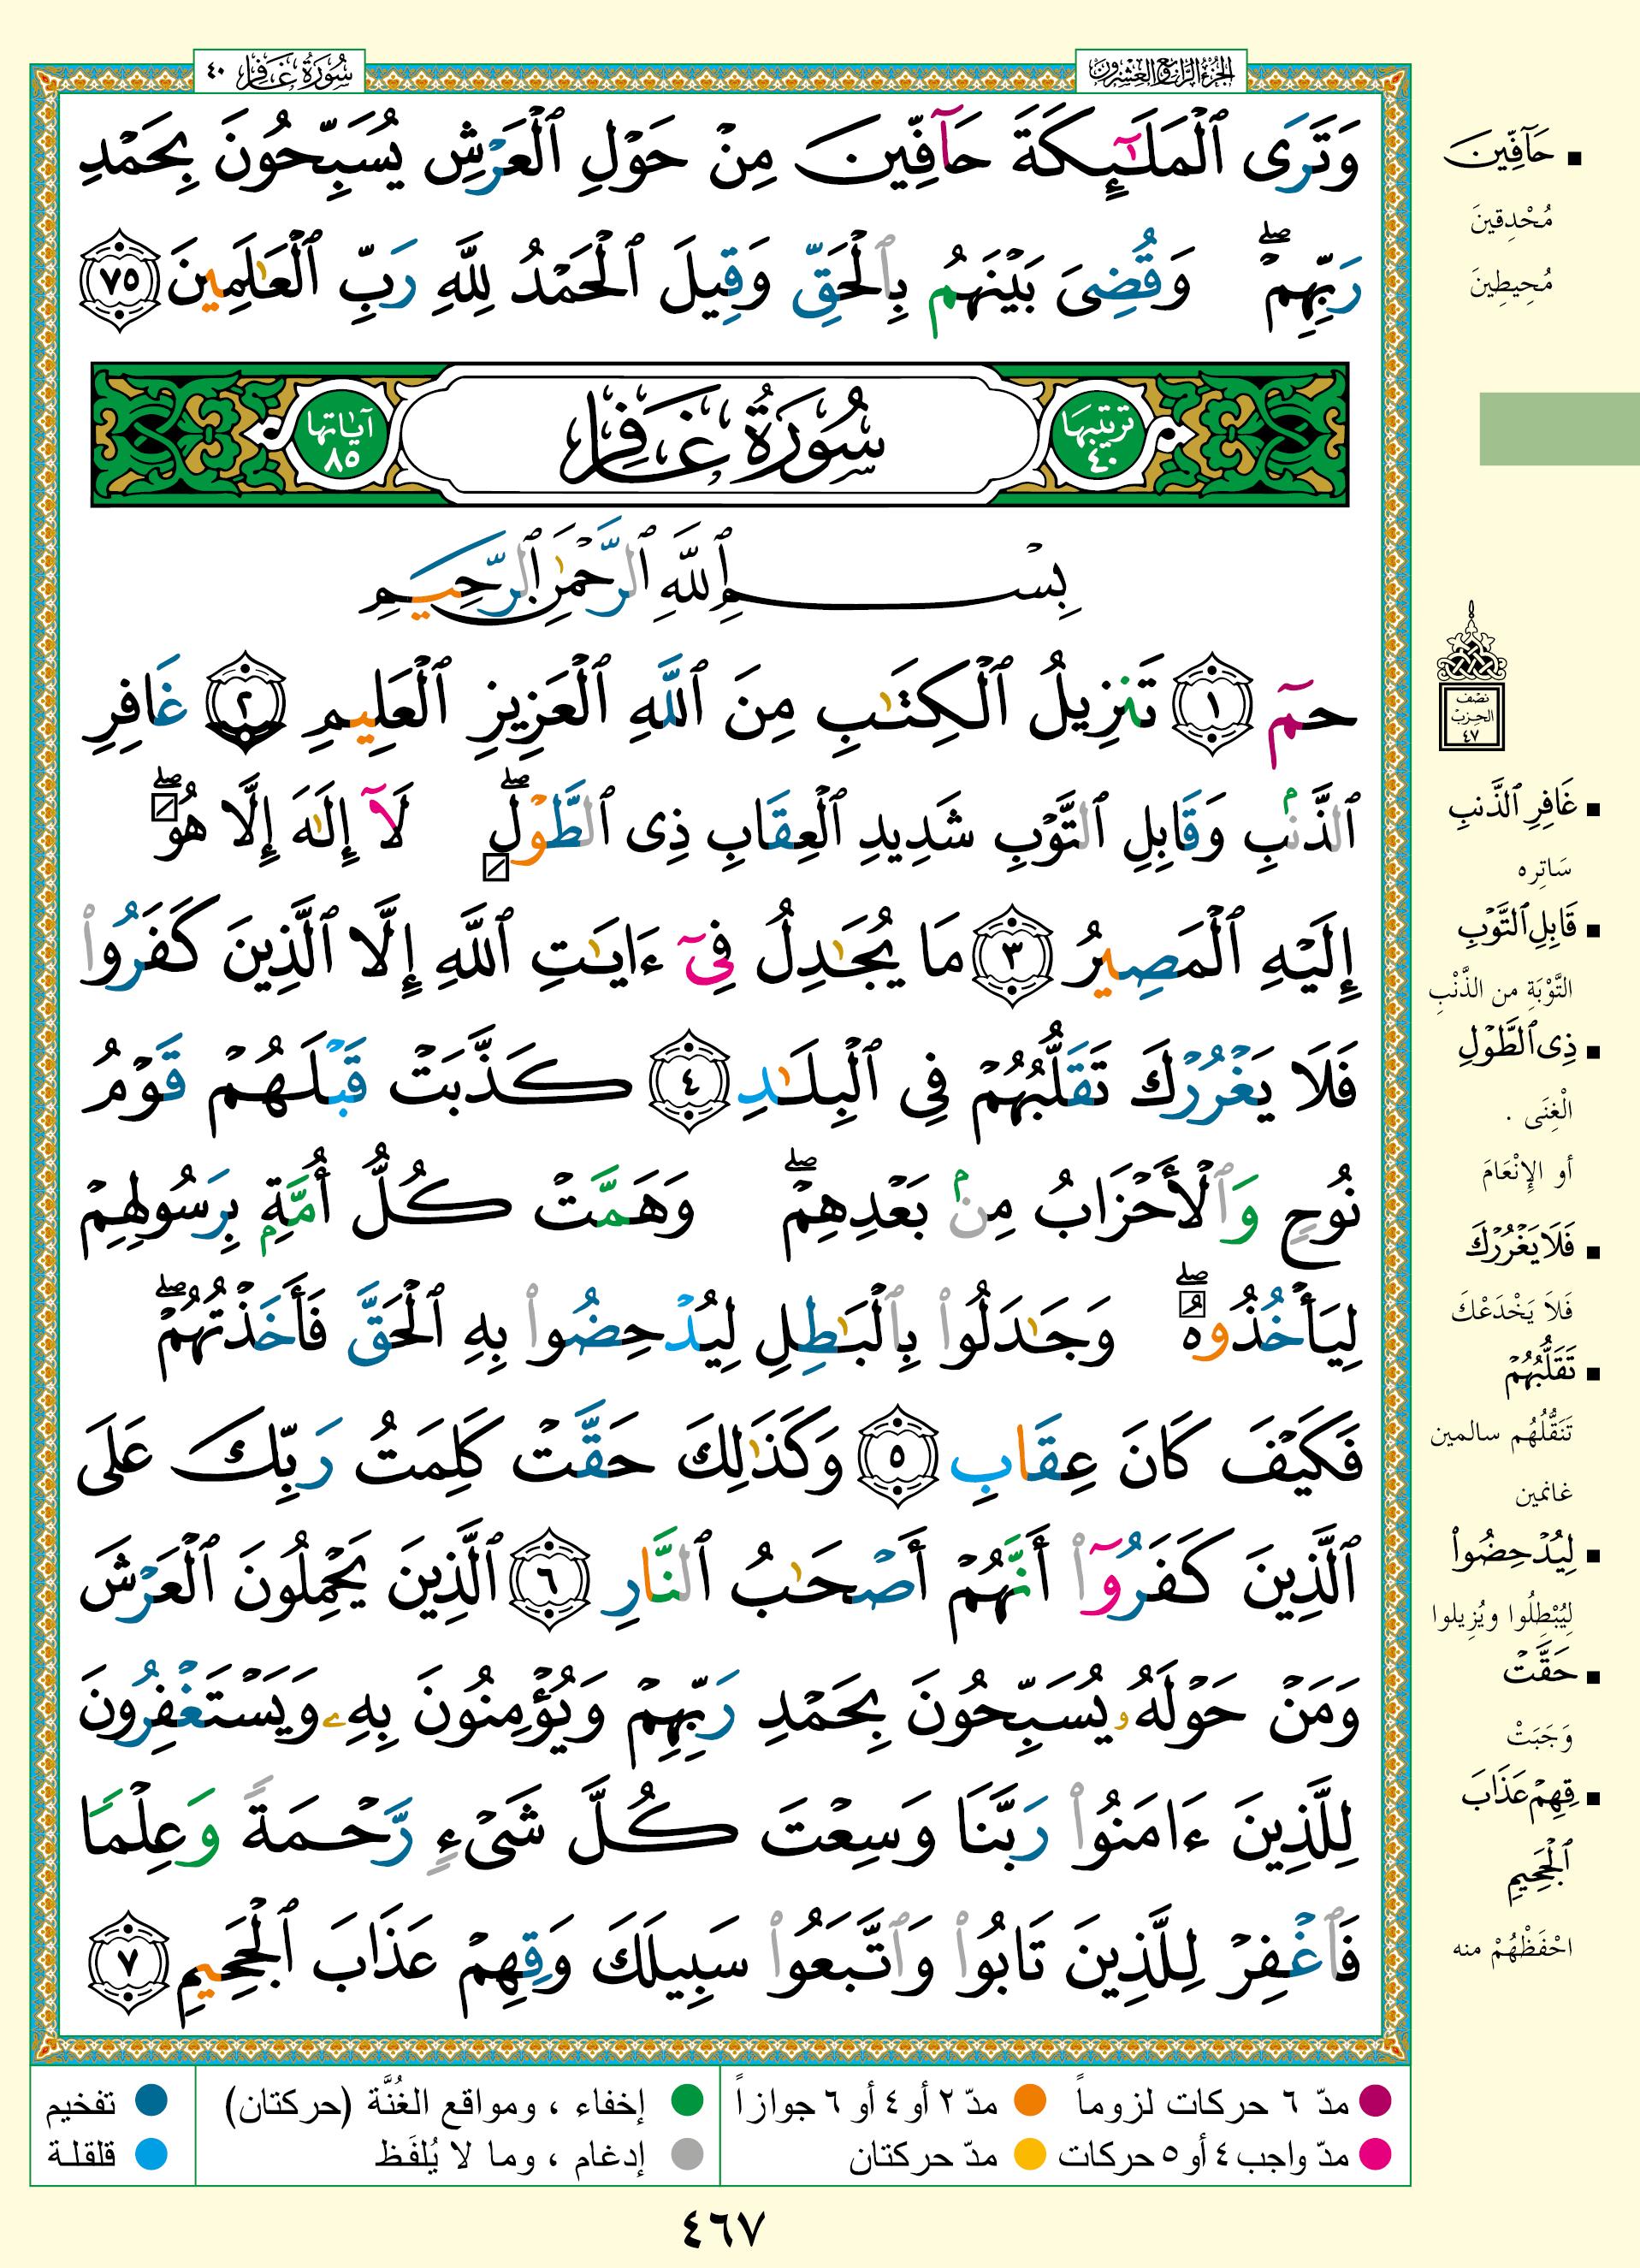 الجزء الرابع والعشرون
سُورَةُ غَافِرٍ ٤٠
وَتَرَى ٱلْمَلَـٰٓئِكَةَ حَآفِّينَ مِنْ حَوْلِ ٱلْعَرْشِ يُسَبِّحُونَ بِحَمْدِ
رَبِّهِمْ ۖ وَقُضِىَ بَيْنَهُم بِٱلْحَقِّ وَقِيلَ ٱلْحَمْدُ لِلَّهِ رَبِّ ٱلْعَـٰلَمِينَ ٧٥
ترتيبها ٤٠
سُورَةُ غَافِرٍ
آياتها ٨٥
بِسْمِ ٱللَّهِ ٱلرَّحْمَـٰنِ ٱلرَّحِيمِ
حمٓ ١ تَنزِيلُ ٱلْكِتَـٰبِ مِنَ ٱللَّهِ ٱلْعَزِيزِ ٱلْعَلِيمِ ٢ غَافِرِ
ٱلذَّنۢبِ وَقَابِلِ ٱلتَّوْبِ شَدِيدِ ٱلْعِقَابِ ذِى ٱلطَّوْلِ ۖ لَآ إِلَـٰهَ إِلَّا هُوَ ۖ
إِلَيْهِ ٱلْمَصِيرُ ٣ مَا يُجَـٰدِلُ فِىٓ ءَايَـٰتِ ٱللَّهِ إِلَّا ٱلَّذِينَ كَفَرُوا۟
فَلَا يَغْرُرْكَ تَقَلُّبُهُمْ فِى ٱلْبِلَـٰدِ ٤ كَذَّبَتْ قَبْلَهُمْ قَوْمُ
نُوحٍ وَٱلْأَحْزَابُ مِنۢ بَعْدِهِمْ ۖ وَهَمَّتْ كُلُّ أُمَّةٍۭ بِرَسُولِهِمْ
لِيَأْخُذُوهُ ۖ وَجَـٰدَلُوا۟ بِٱلْبَـٰطِلِ لِيُدْحِضُوا۟ بِهِ ٱلْحَقَّ فَأَخَذْتُهُمْ ۖ
فَكَيْفَ كَانَ عِقَابِ ٥ وَكَذَٰلِكَ حَقَّتْ كَلِمَتُ رَبِّكَ عَلَى
ٱلَّذِينَ كَفَرُوٓا۟ أَنَّهُمْ أَصْحَـٰبُ ٱلنَّارِ ٦ ٱلَّذِينَ يَحْمِلُونَ ٱلْعَرْشَ
وَمَنْ حَوْلَهُۥ يُسَبِّحُونَ بِحَمْدِ رَبِّهِمْ وَيُؤْمِنُونَ بِهِۦ وَيَسْتَغْفِرُونَ
لِلَّذِينَ ءَامَنُوا۟ رَبَّنَا وَسِعْتَ كُلَّ شَىْءٍ رَّحْمَةً وَعِلْمًا
فَٱغْفِرْ لِلَّذِينَ تَابُوا۟ وَٱتَّبَعُوا۟ سَبِيلَكَ وَقِهِمْ عَذَابَ ٱلْجَحِيمِ ٧
حَآفِّينَ
مُحْدِقينَ
مُحِيطِينَ
نصف
الحزب
٤٧
غَافِرِ ٱلذَّنبِ
سَاتِره
قَابِلِ ٱلتَّوْبِ
التَّوْبَةِ من الذَّنْبِ
ذِى ٱلطَّوْلِ
الْغِنَى .
أو الإِنْعَامَ
فَلَا يَغْرُرْكَ
فَلاَ يَخْدَعْكَ
تَقَلُّبُهُمْ
تَنَقُّلُهُم سالمين
غانمين
لِيُدْحِضُوا۟
لِيُبْطِلُوا ويُزِيلوا
حَقَّتْ
وَجَبَتْ
قِهِمْ عَذَابَ
ٱلْجَحِيمِ
احْفَظْهُمْ منه
مدّ ٦ حركات لزوماً
مدّ ٢ أو ٤ أو ٦ جوازاً
إخفاء ، ومواقع الغُنَّة (حركتان)
تفخيم
مدّ واجب ٤ أو ٥ حركات
مدّ حركتان
إدغام ، وما لا يُلفَظ
قلقلة
٤٦٧